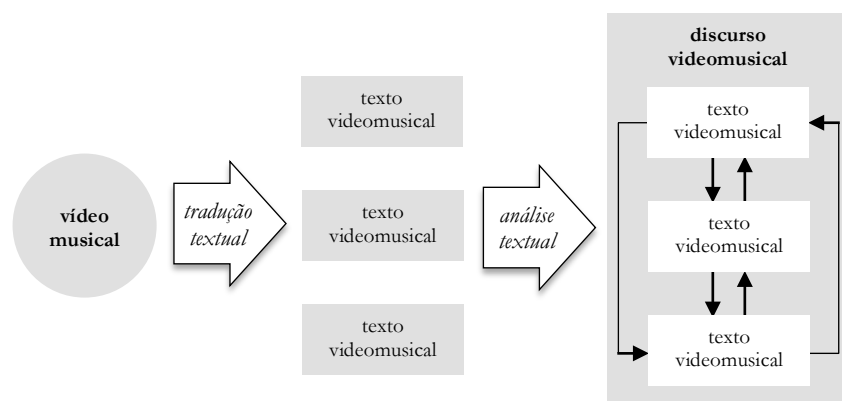 vídeo
musical
tradução
textual
texto
videomusical
texto
videomusical
texto
videomusical
análise
textual
discurso
videomusical
texto
videomusical
texto
videomusical
texto
videomusical